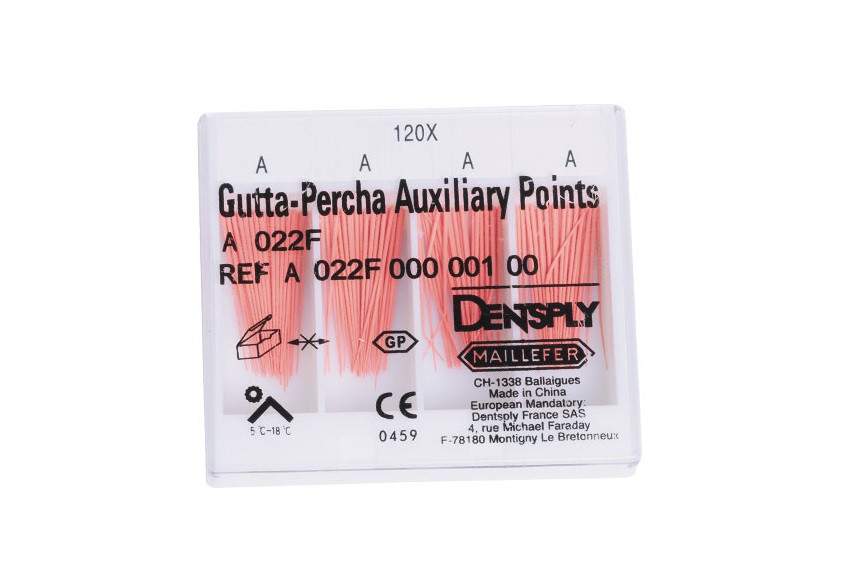 120X
A A A A
Gutta-Percha Auxiliary Points
A 022F
REF A 022F 000 001 00
DENTSPLY
MAILLEFER
GP
CH-1338 Ballaigues
Made in China
European Mandatory:
Dentsply France SAS
4, rue Michael Faraday
F-78180 Montigny Le Bretonneux
5°C-18°C
CE
0459